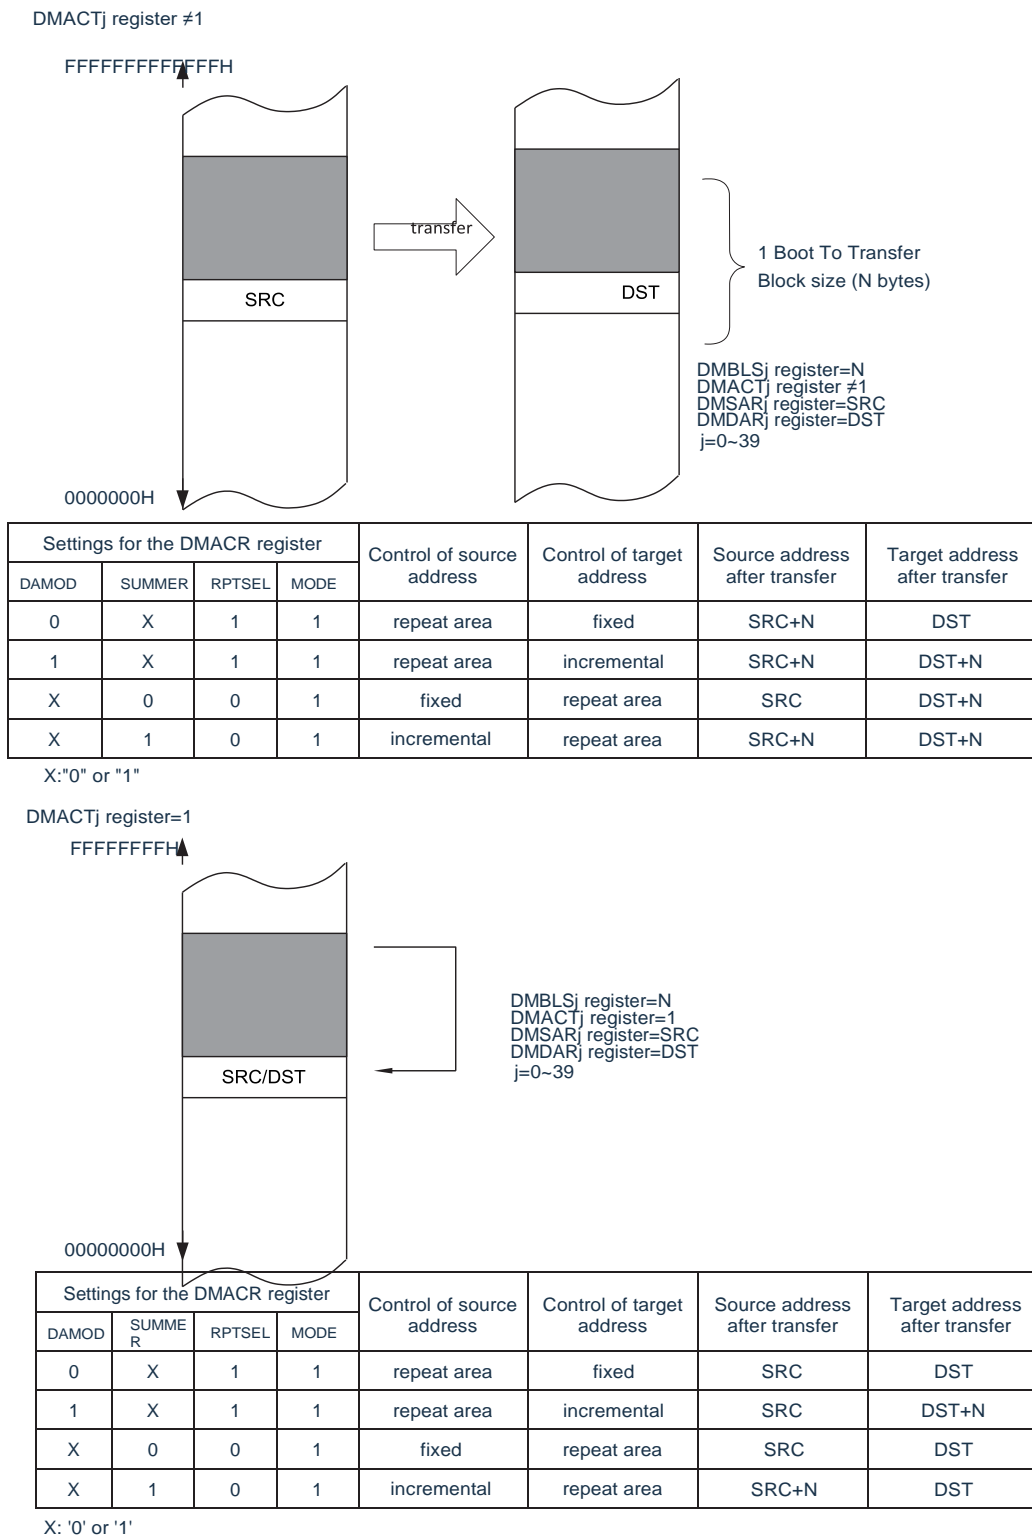 DMACTj register ≠1
FFFFFFFFFFFFFH
transfer
SRC
DST
1 Boot To Transfer
Block size (N bytes)
DMBLSj register=N
DMACTj register ≠1
DMSARj register=SRC
DMDARj register=DST
j=0~39
0000000H
Settings for the DMACR register
Control of source address
Control of target address
Source address after transfer
Target address after transfer
DAMOD SUMMER RPTSEL MODE
0 X 1 1 repeat area fixed SRC+N DST
1 X 1 1 repeat area incremental SRC+N DST+N
X 0 0 1 fixed repeat area SRC DST+N
X 1 0 1 incremental repeat area SRC+N DST+N
X:"0" or "1"
DMACTj register=1
FFFFFFFFH
SRC/DST
DMBLSj register=N
DMACTj register=1
DMSARj register=SRC
DMDARj register=DST
j=0~39
00000000H
Settings for the DMACR register
Control of source address
Control of target address
Source address after transfer
Target address after transfer
DAMOD SUMMER RPTSEL MODE
0 X 1 1 repeat area fixed SRC DST
1 X 1 1 repeat area incremental SRC DST+N
X 0 0 1 fixed repeat area SRC DST
X 1 0 1 incremental repeat area SRC+N DST
X: '0' or '1'